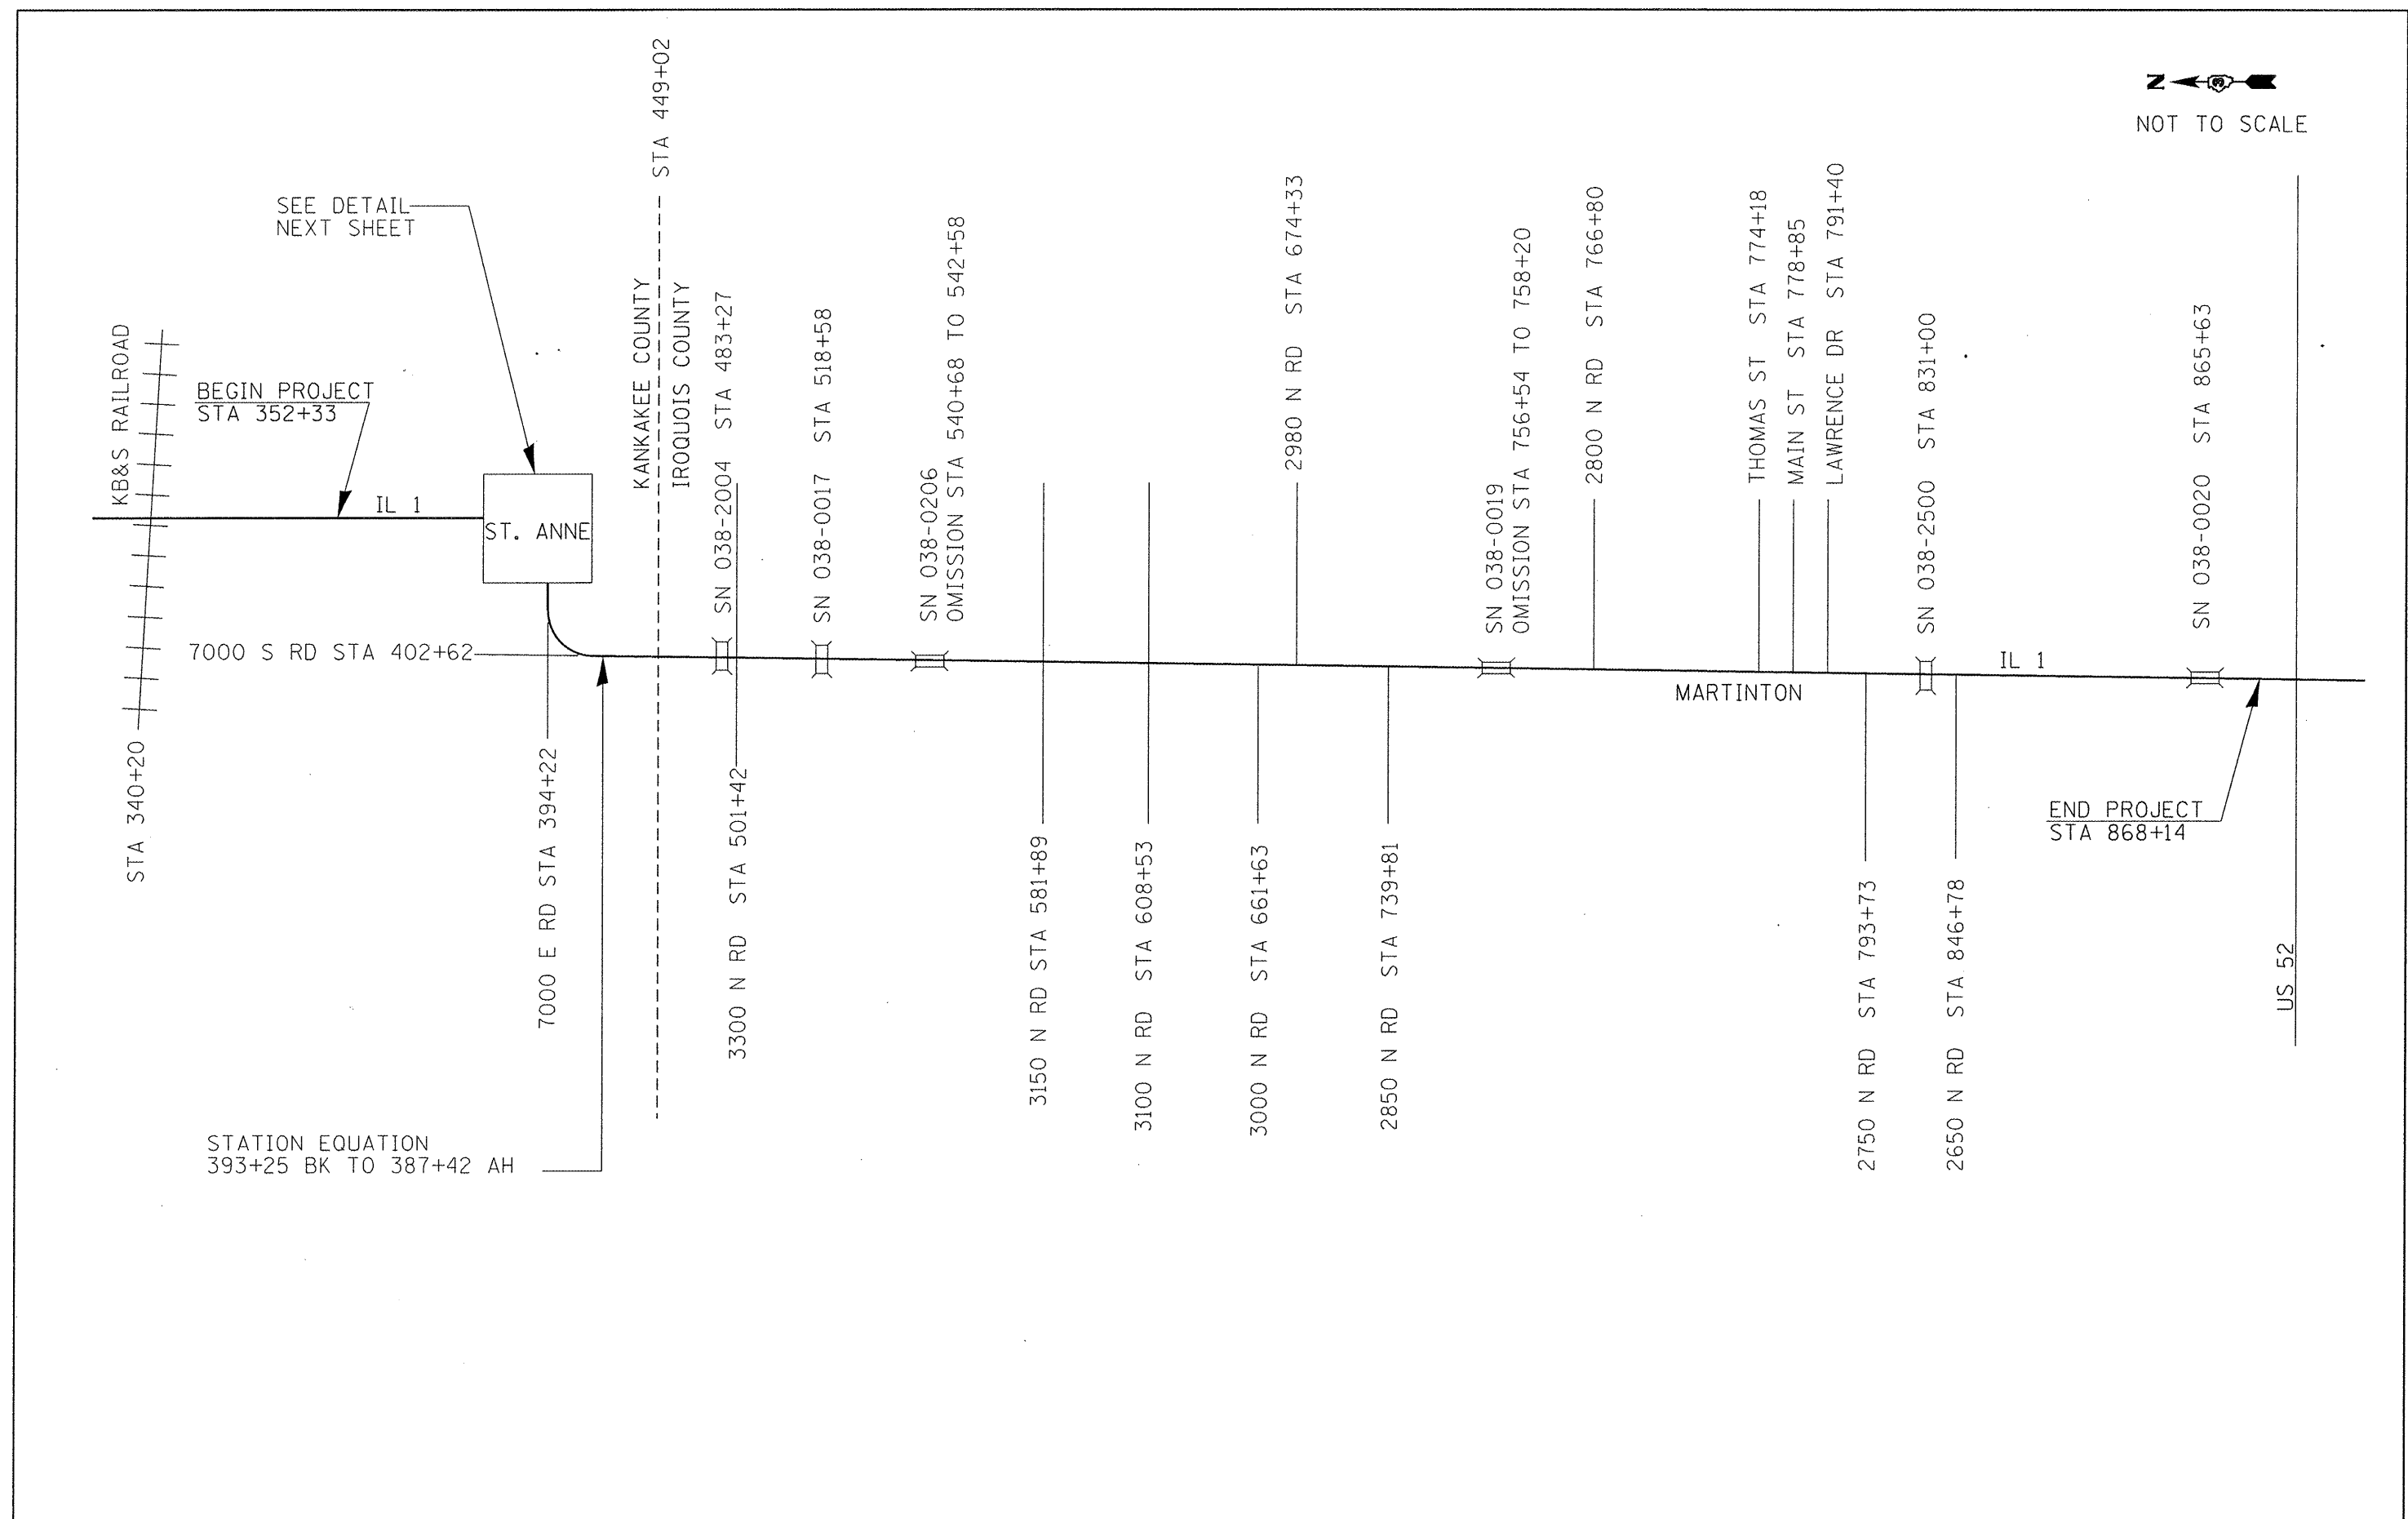 N
3
NOT TO SCALE
STA 449+02
SEE DETAIL
NEXT SHEET
KB&S RAILROAD
BEGIN PROJECT
STA 352+33
IL 1
ST. ANNE
KANKAKEE COUNTY
IROQUOIS COUNTY
SN 038-2004 STA 483+27
SN 038-0017 STA 518+58
SN 038-0206
OMISSION STA 540+68 TO 542+58
2980 N RD STA 674+33
SN 038-0019
OMISSION STA 756+54 TO 758+20
2800 N RD STA 766+80
THOMAS ST STA 774+18
MAIN ST STA 778+85
LAWRENCE DR STA 791+40
SN 038-2500 STA 831+00
SN 038-0020 STA 865+63
7000 S RD STA 402+62
IL 1
MARTINTON
STA 340+20
7000 E RD STA 394+22
3300 N RD STA 501+42
3150 N RD STA 581+89
3100 N RD STA 608+53
3000 N RD STA 661+63
2850 N RD STA 739+81
2750 N RD STA 793+73
2650 N RD STA 846+78
END PROJECT
STA 868+14
US 52
STATION EQUATION
393+25 BK TO 387+42 AH